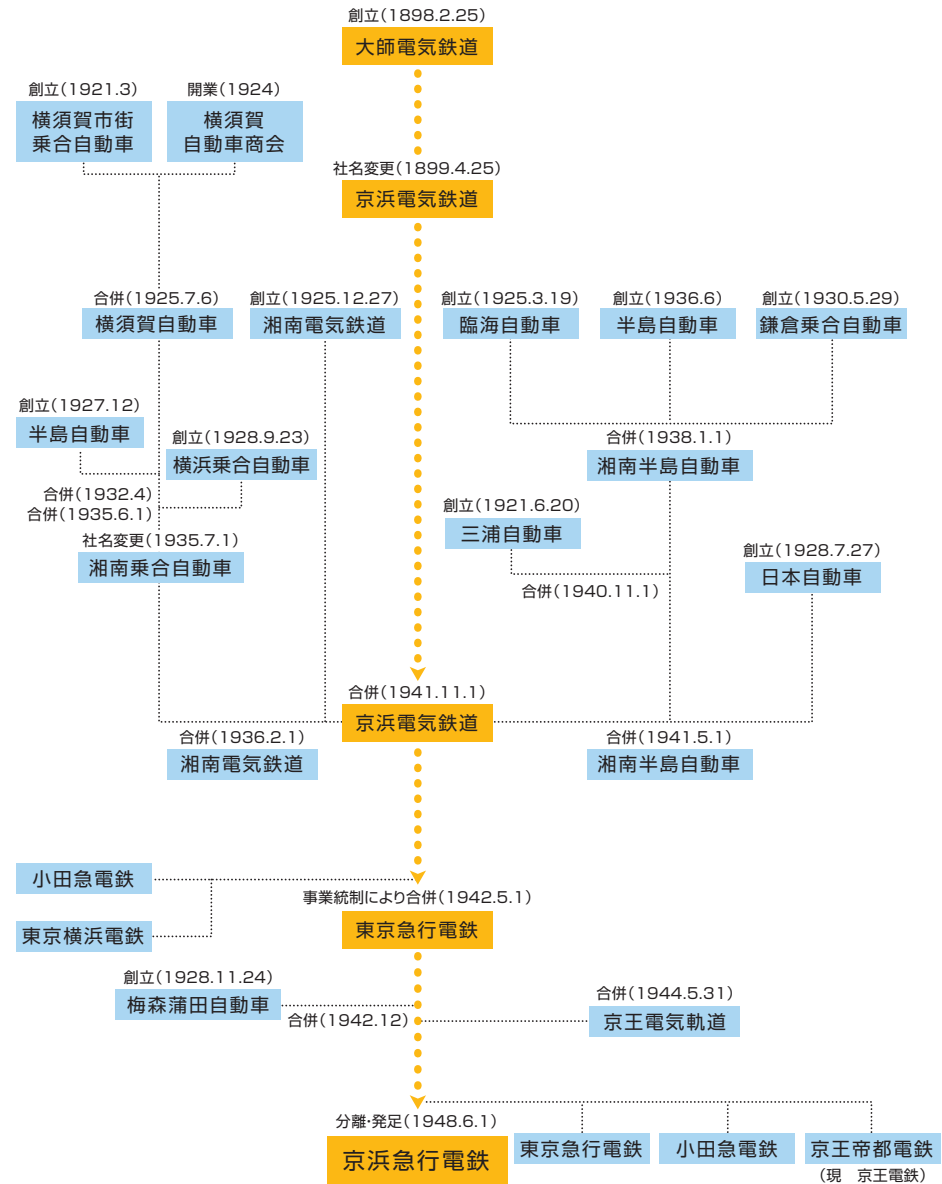 創立(1898.2.25)
大師電気鉄道
創立(1921.3)
横須賀市街
乗合自動車
開業(1924)
横須賀
自動車商会
社名変更(1899.4.25)
京浜電気鉄道
合併(1925.7.6)
横須賀自動車
創立(1925.12.27)
湘南電気鉄道
創立(1925.3.19)
臨海自動車
創立(1936.6)
半島自動車
創立(1930.5.29)
鎌倉乗合自動車
創立(1927.12)
半島自動車
創立(1928.9.23)
横浜乗合自動車
合併(1932.4)
合併(1935.6.1)
社名変更(1935.7.1)
湘南乗合自動車
合併(1938.1.1)
湘南半島自動車
創立(1921.6.20)
三浦自動車
合併(1940.11.1)
創立(1928.7.27)
日本自動車
合併(1941.11.1)
京浜電気鉄道
合併(1936.2.1)
湘南電気鉄道
合併(1941.5.1)
湘南半島自動車
小田急電鉄
東京横浜電鉄
事業統制により合併(1942.5.1)
東京急行電鉄
創立(1928.11.24)
梅森蒲田自動車
合併(1942.12)
合併(1944.5.31)
京王電気軌道
分離・発足(1948.6.1)
京浜急行電鉄
東京急行電鉄
小田急電鉄
京王帝都電鉄
(現 京王電鉄)